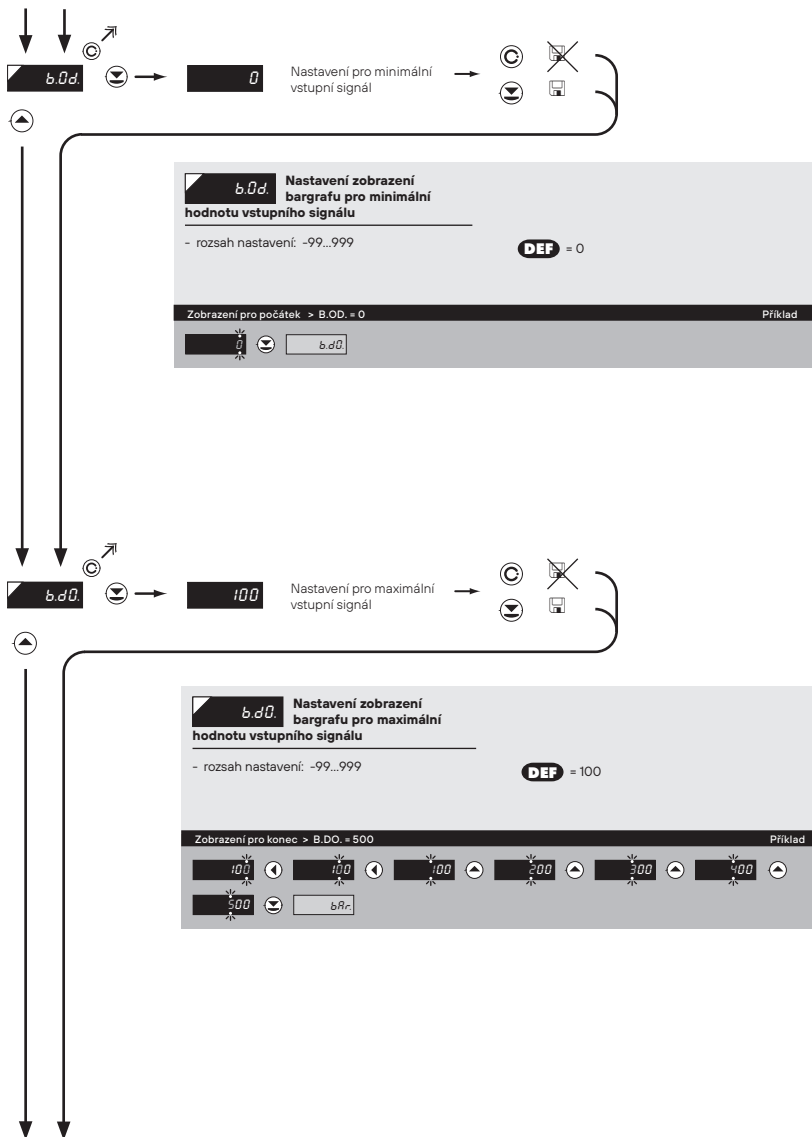 b.0d.
0
Nastavení pro minimální
vstupní signál
b.0d.
Nastavení zobrazení
bargrafu pro minimální
hodnotu vstupního signálu
- rozsah nastavení: -99...999
DEF = 0
Zobrazení pro počátek > B.OD. = 0
Příklad
0
b.d0.
b.d0.
100
Nastavení pro maximální
vstupní signál
b.d0.
Nastavení zobrazení
bargrafu pro maximální
hodnotu vstupního signálu
- rozsah nastavení: -99...999
DEF = 100
Zobrazení pro konec > B.DO. = 500
Příklad
100 100 100 200 300 400
500 bAr.